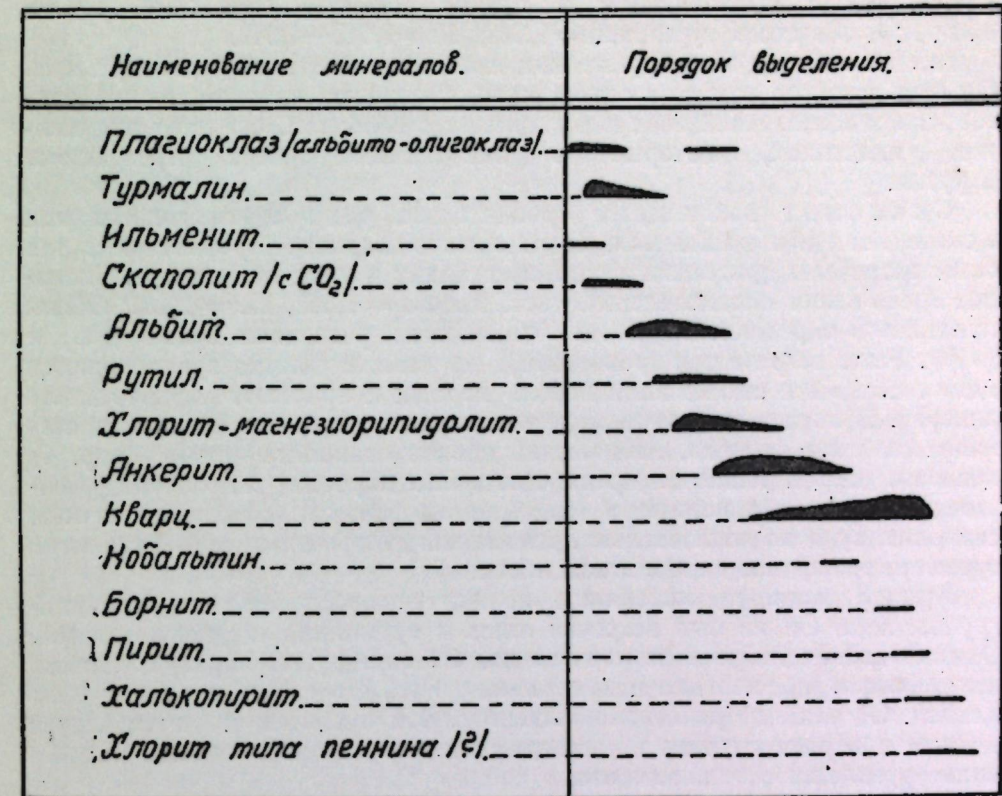 Наименование минералов.
Порядок выделения.
Плагиоклаз /альбито-олигоклаз/
Турмалин
Ильменит
Скаполит /с CO₂/
Альбит
Рутил
Хлорит-магнезиорипидолит
Анкерит
Кварц
Кобальтин
Борнит
Пирит
Халькопирит
Хлорит типа пеннина /?/